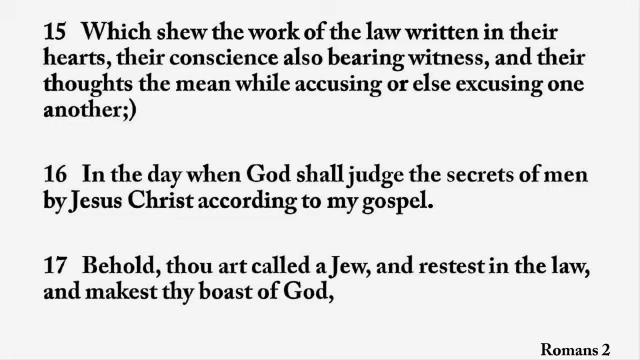 15 Which shew the work of the law written in their
hearts, their conscience also bearing witness, and their
thoughts the mean while accusing or else excusing one
another;)
16 In the day when God shall judge the secrets of men
by Jesus Christ according to my gospel.
17 Behold, thou art called a Jew, and restest in the law,
and makest thy boast of God,
Romans 2